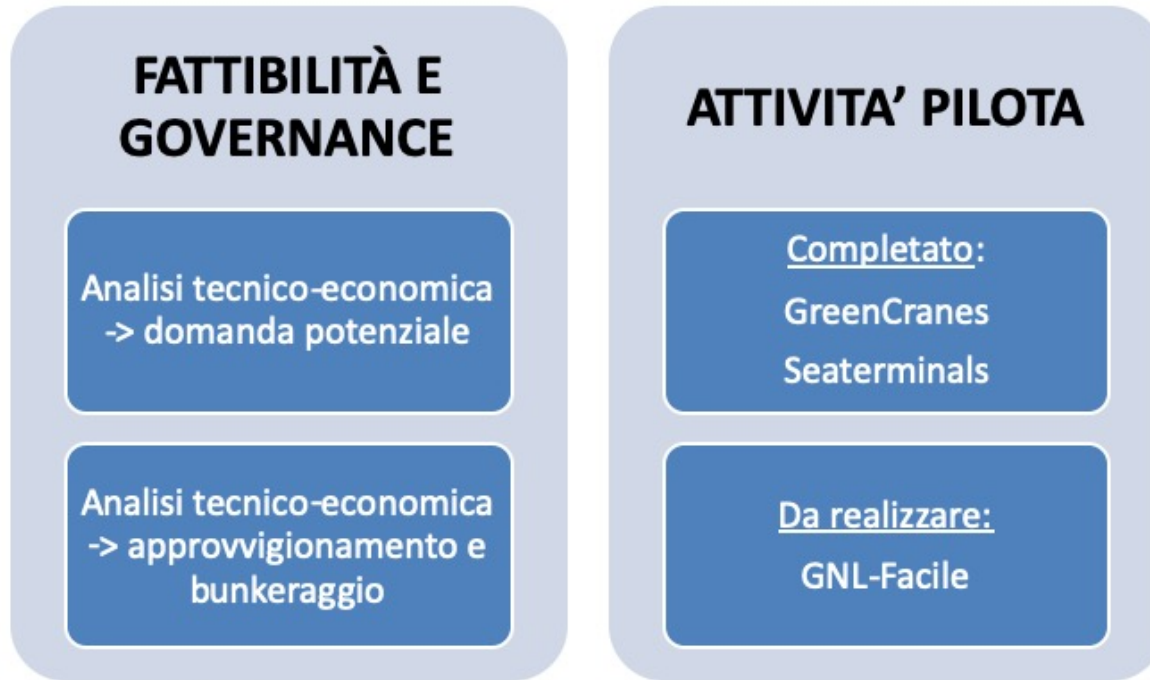 FATTIBILITÀ E
GOVERNANCE
Analisi tecnico-economica
-> domanda potenziale
Analisi tecnico-economica
-> approvvigionamento e
bunkeraggio
ATTIVITA’ PILOTA
Completato:
GreenCranes
Seaterminals
Da realizzare:
GNL-Facile